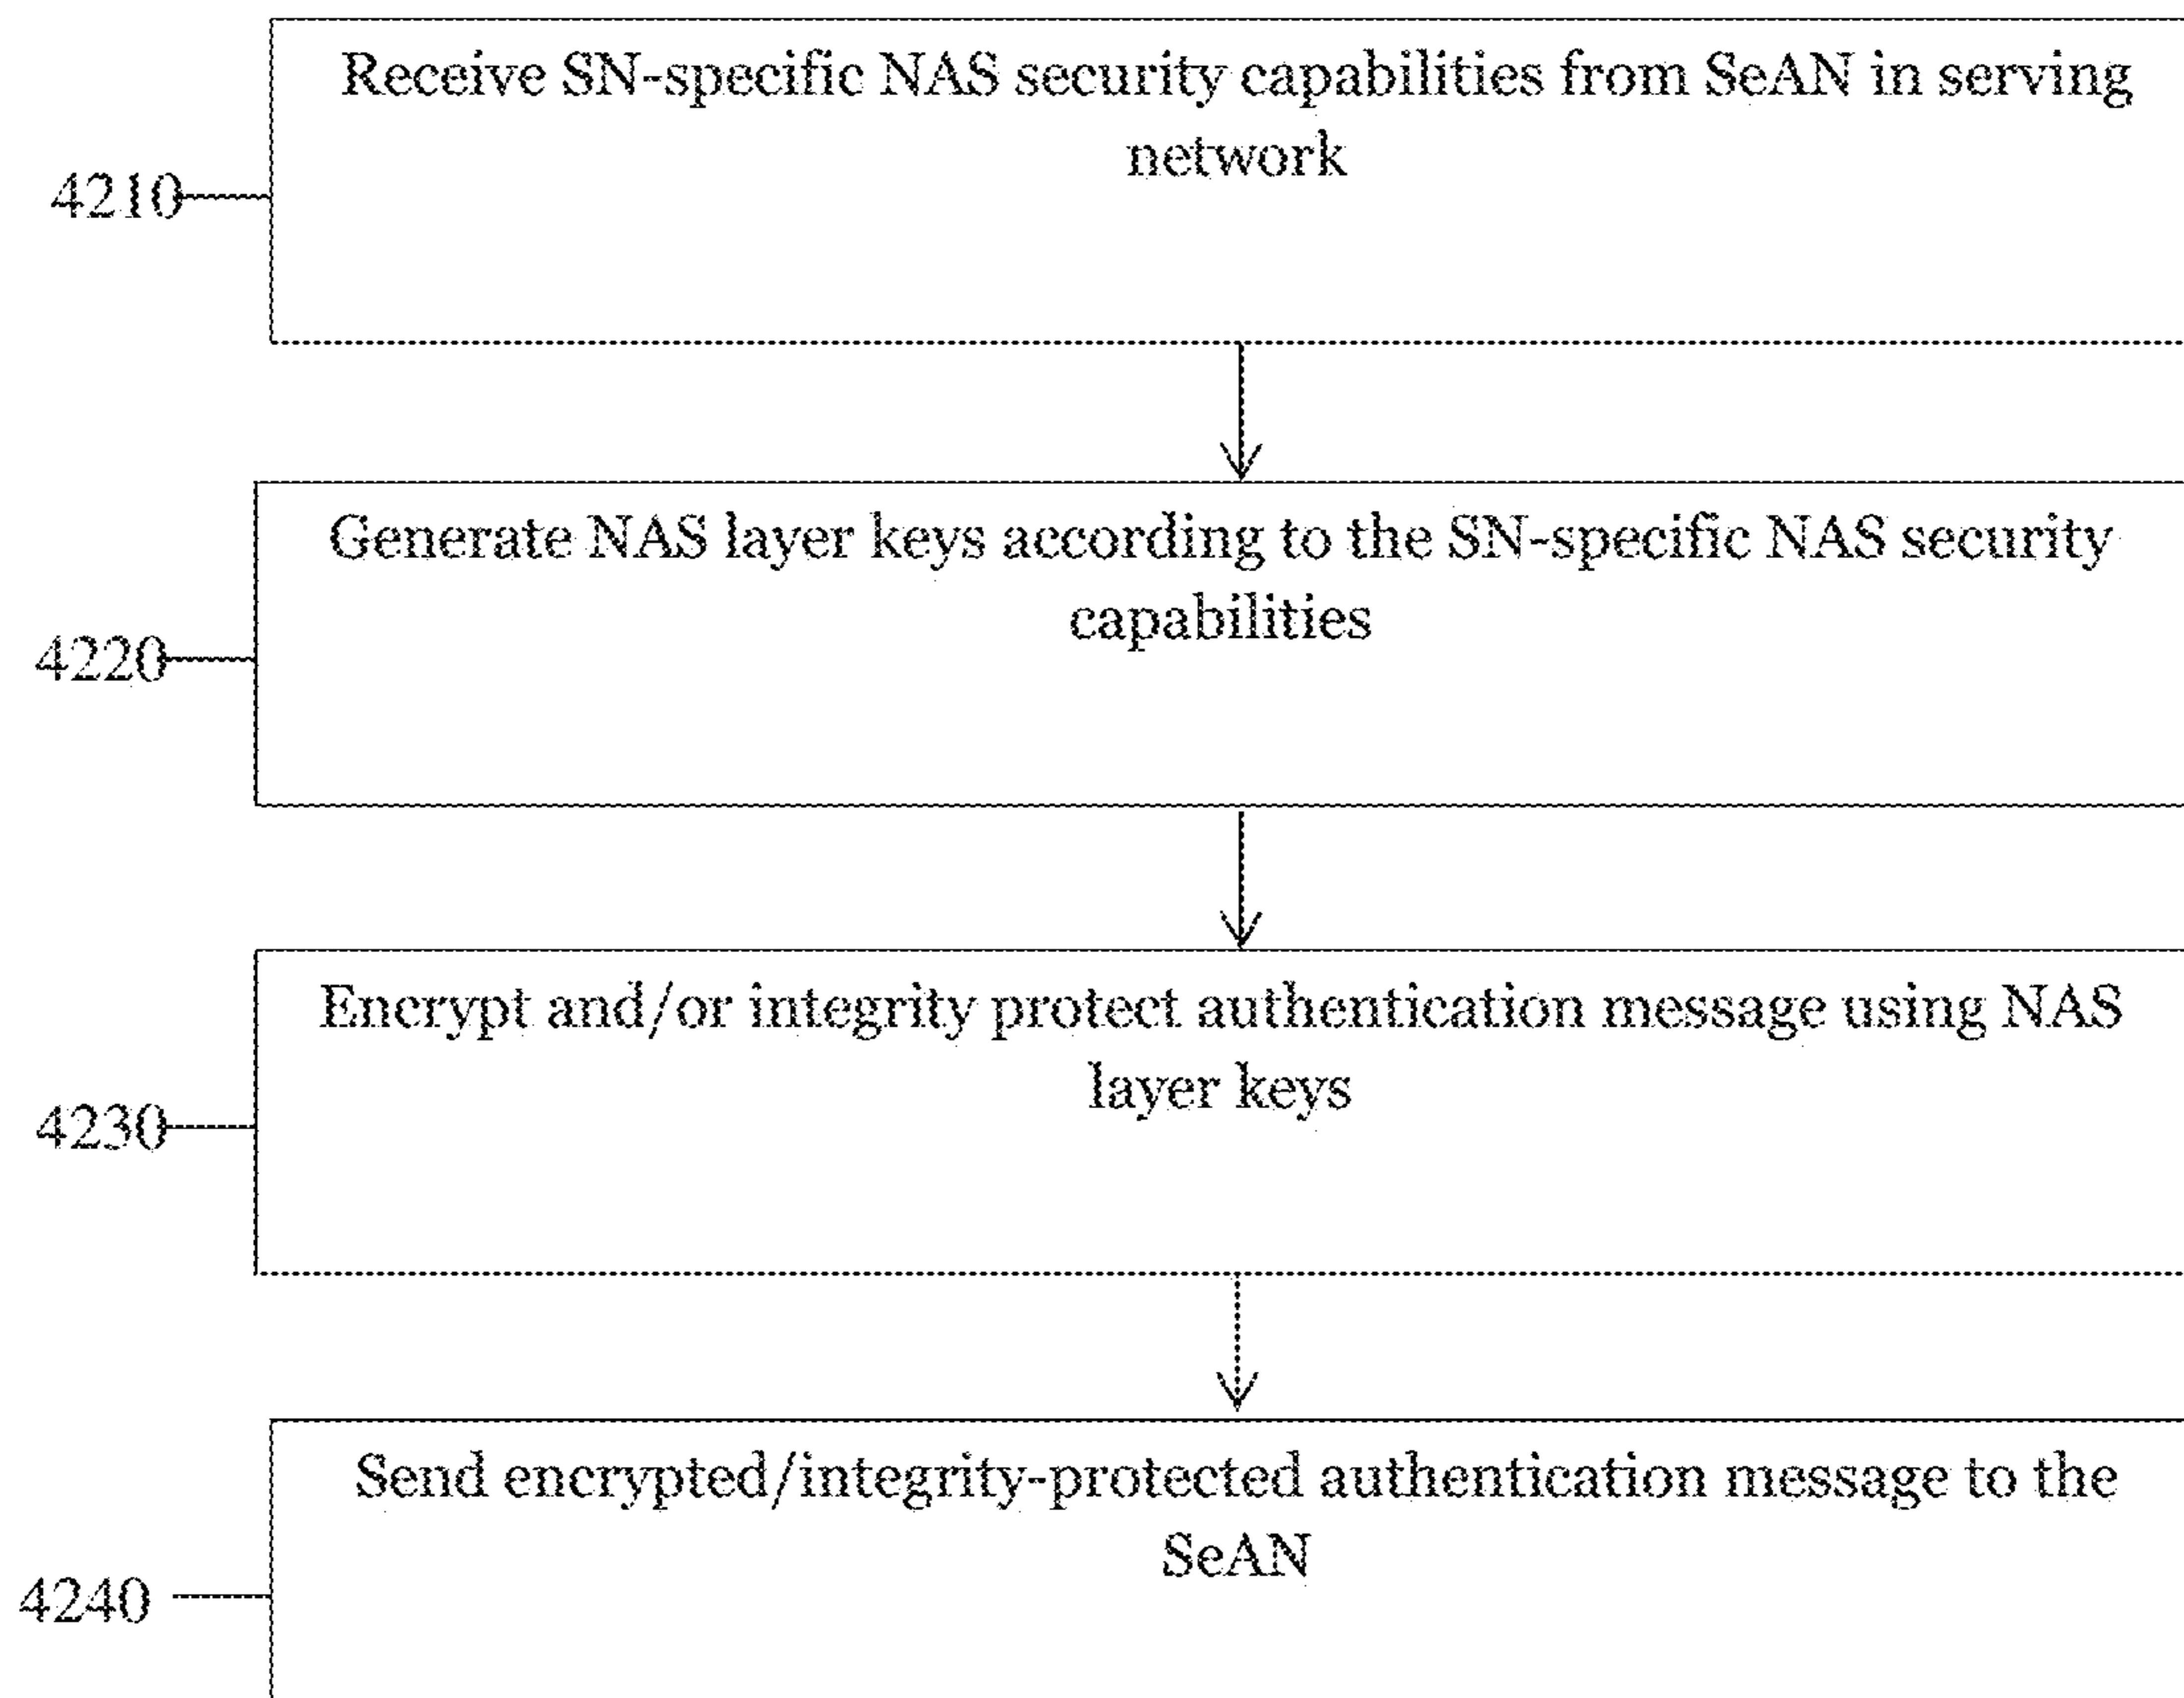 Receive SN-specific NAS security capabilities from SeAN in serving
network
4210
Generate NAS layer keys according to the SN-specific NAS security
capabilities
4220
Encrypt and/or integrity protect authentication message using NAS
layer keys
4230
Send encrypted/integrity-protected authentication message to the
SeAN
4240